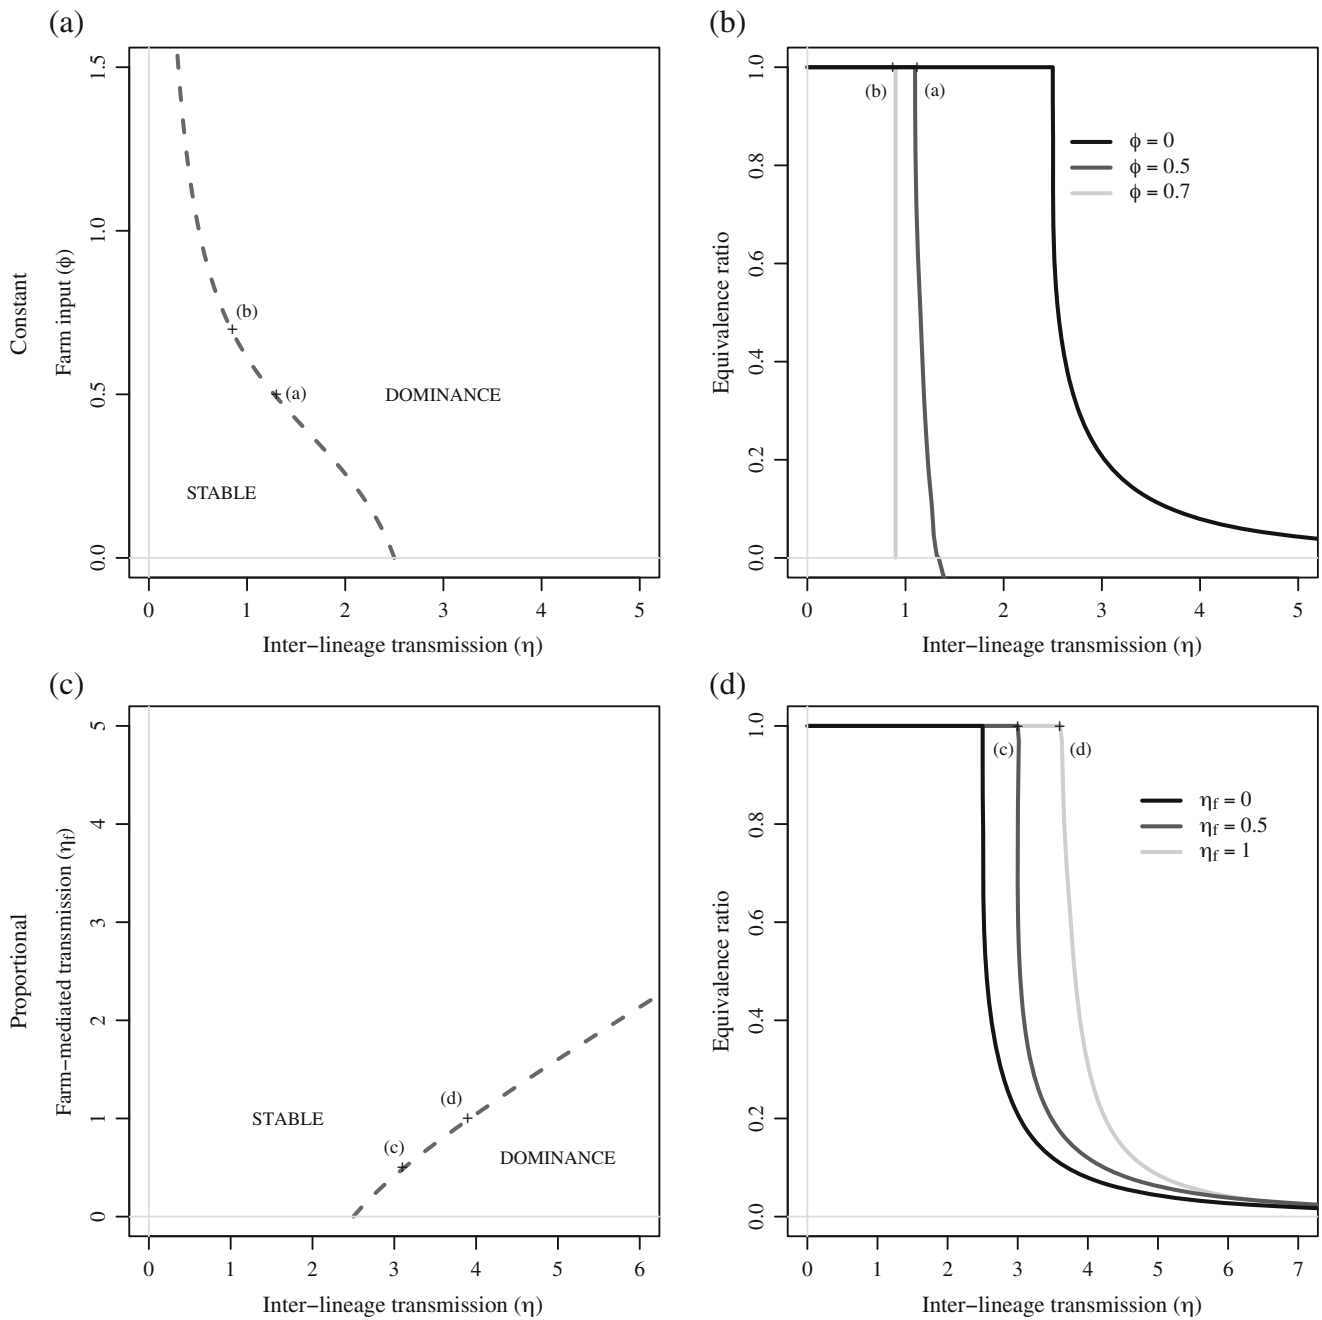 (a)
Constant
Farm input (ϕ)
1.5
1.0
0.5
0.0
(b)
(a)
DOMINANCE
STABLE
0 1 2 3 4 5
Inter−lineage transmission (η)
(b)
Equivalence ratio
1.0
0.8
0.6
0.4
0.2
0.0
(b) (a)
ϕ = 0
ϕ = 0.5
ϕ = 0.7
0 1 2 3 4 5
Inter−lineage transmission (η)
(c)
Proportional
Farm−mediated transmission (ηf)
5
4
3
2
1
0
(d)
STABLE
(c)
DOMINANCE
0 1 2 3 4 5 6
Inter−lineage transmission (η)
(d)
Equivalence ratio
1.0
0.8
0.6
0.4
0.2
0.0
(c) (d)
ηf = 0
ηf = 0.5
ηf = 1
0 1 2 3 4 5 6 7
Inter−lineage transmission (η)